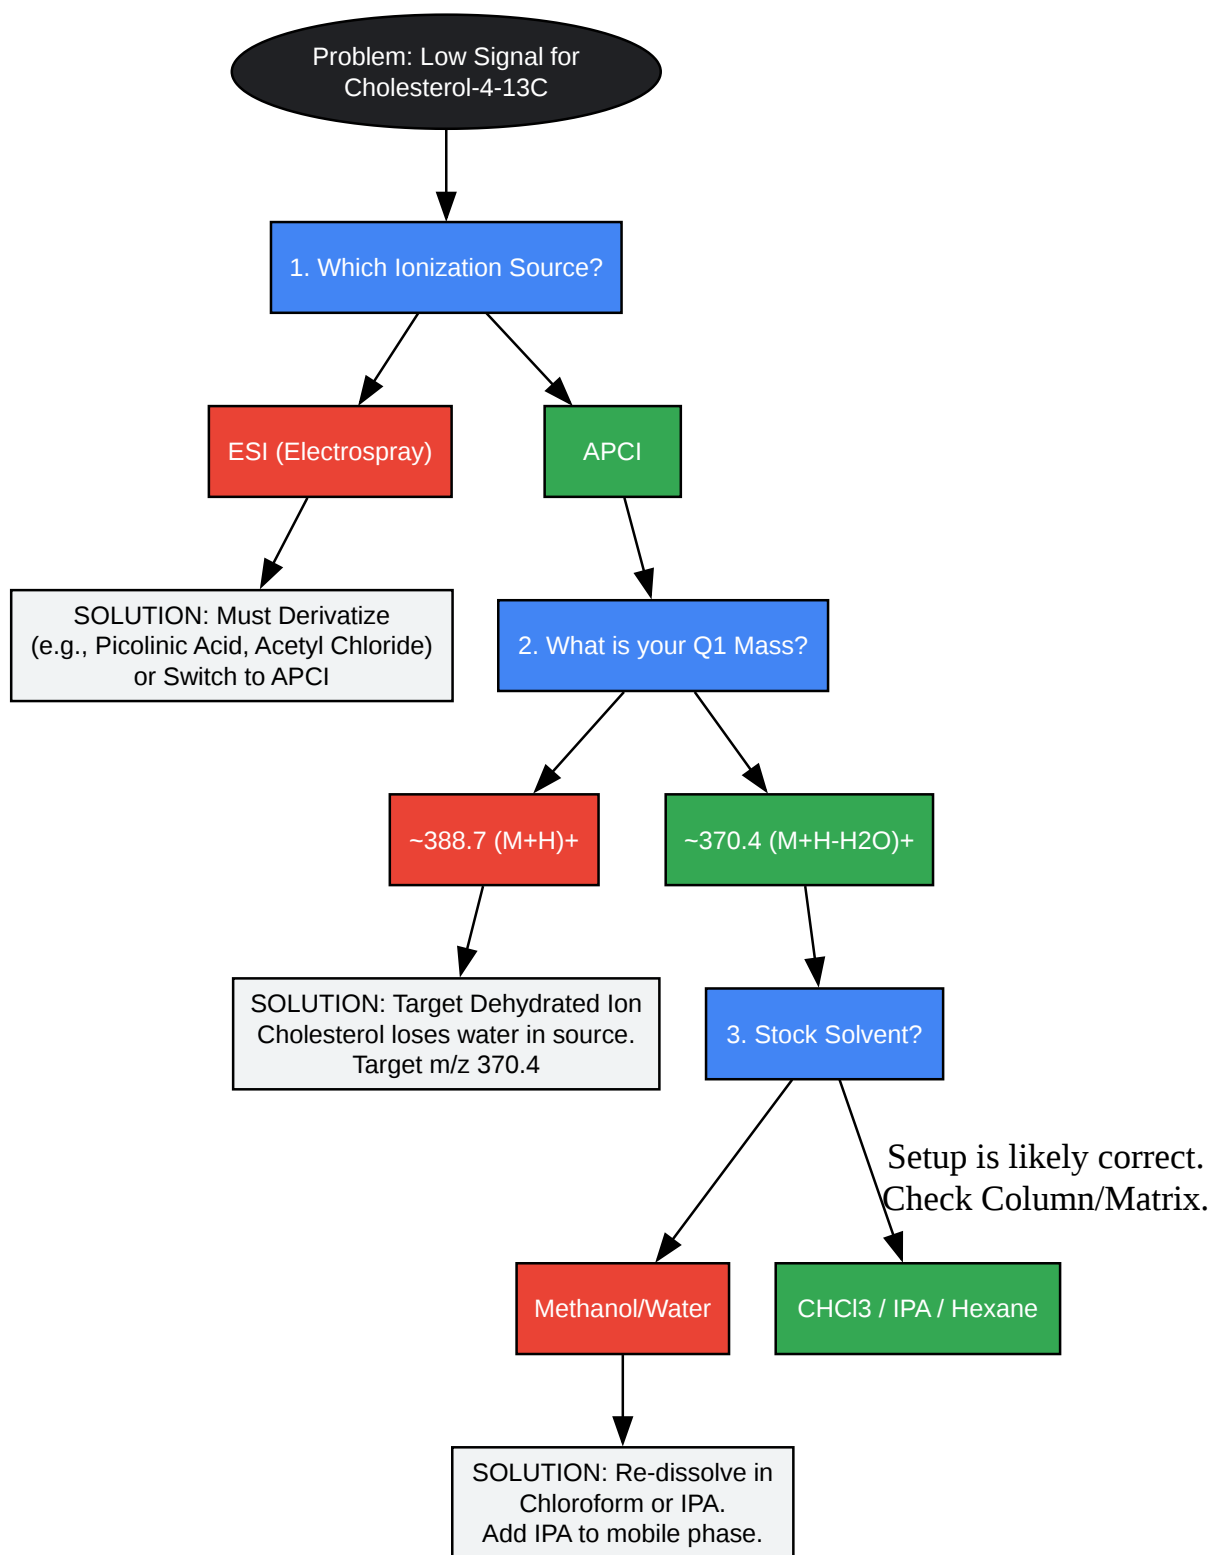 Problem: Low Signal for
Cholesterol-4-13C
1. Which Ionization Source?
ESI (Electrospray)
APCI
SOLUTION: Must Derivatize
(e.g., Picolinic Acid, Acetyl Chloride)
or Switch to APCI
2. What is your Q1 Mass?
~388.7 (M+H)+
~370.4 (M+H-H2O)+
SOLUTION: Target Dehydrated Ion
Cholesterol loses water in source.
Target m/z 370.4
3. Stock Solvent?
Setup is likely correct.
Check Column/Matrix.
Methanol/Water
CHCl3 / IPA / Hexane
SOLUTION: Re-dissolve in
Chloroform or IPA.
Add IPA to mobile phase.